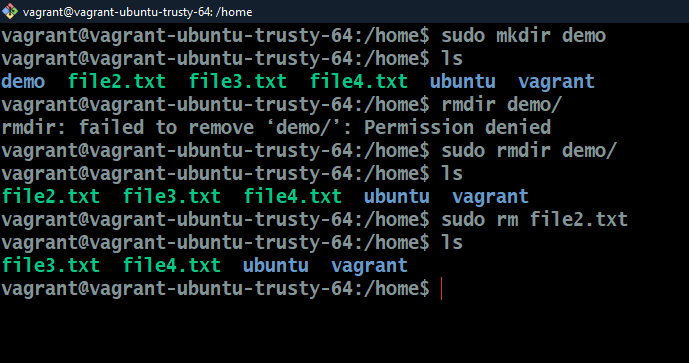 vagrant@vagrant-ubuntu-trusty-64: /home
vagrant@vagrant-ubuntu-trusty-64:/home$ sudo mkdir demo
vagrant@vagrant-ubuntu-trusty-64:/home$ ls
demo  file2.txt  file3.txt  file4.txt  ubuntu  vagrant
vagrant@vagrant-ubuntu-trusty-64:/home$ rmdir demo/
rmdir: failed to remove ‘demo/’: Permission denied
vagrant@vagrant-ubuntu-trusty-64:/home$ sudo rmdir demo/
vagrant@vagrant-ubuntu-trusty-64:/home$ ls
file2.txt  file3.txt  file4.txt  ubuntu  vagrant
vagrant@vagrant-ubuntu-trusty-64:/home$ sudo rm file2.txt
vagrant@vagrant-ubuntu-trusty-64:/home$ ls
file3.txt  file4.txt  ubuntu  vagrant
vagrant@vagrant-ubuntu-trusty-64:/home$